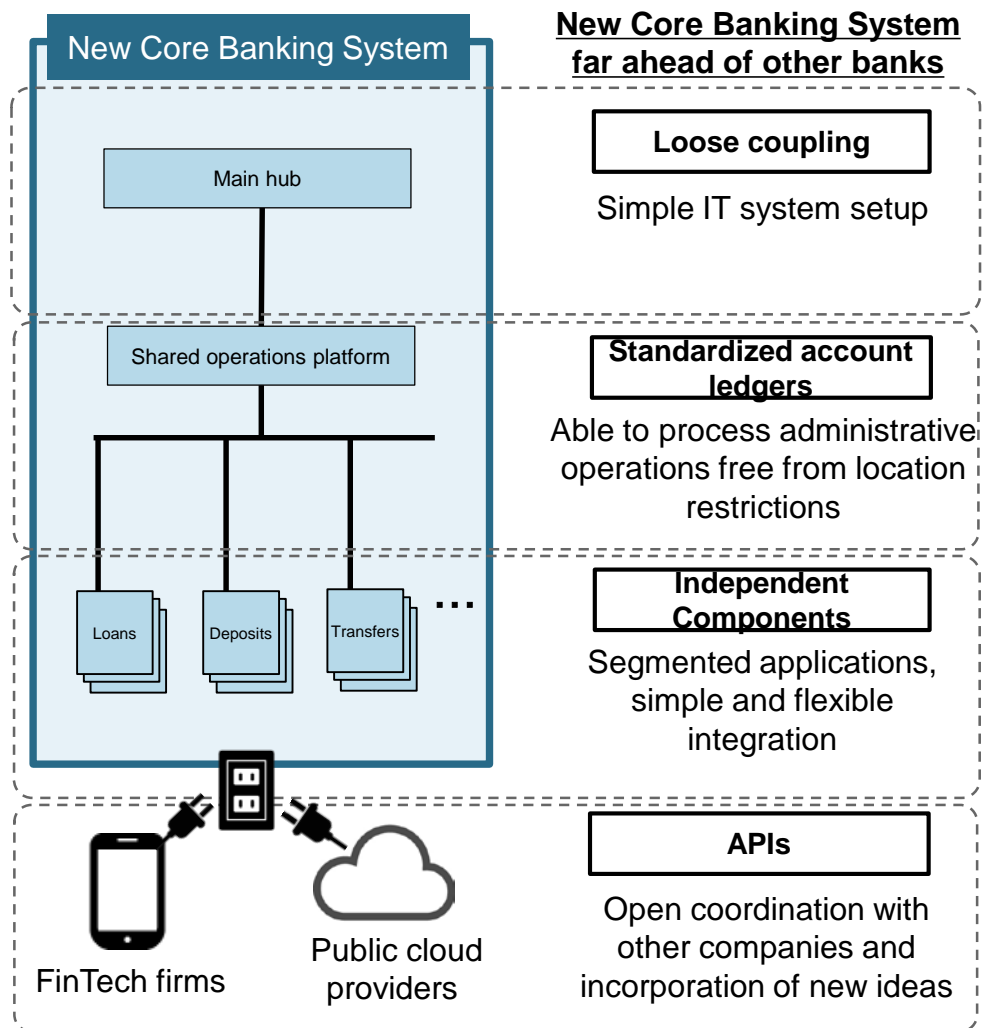 New Core Banking System
New Core Banking System
far ahead of other banks
Main hub
Loose coupling
Simple IT system setup
Shared operations platform
Standardized account
ledgers
Able to process administrative
operations free from location
restrictions
Loans
Deposits
Transfers
...
Independent
Components
Segmented applications,
simple and flexible
integration
FinTech firms
Public cloud
providers
APIs
Open coordination with
other companies and
incorporation of new ideas